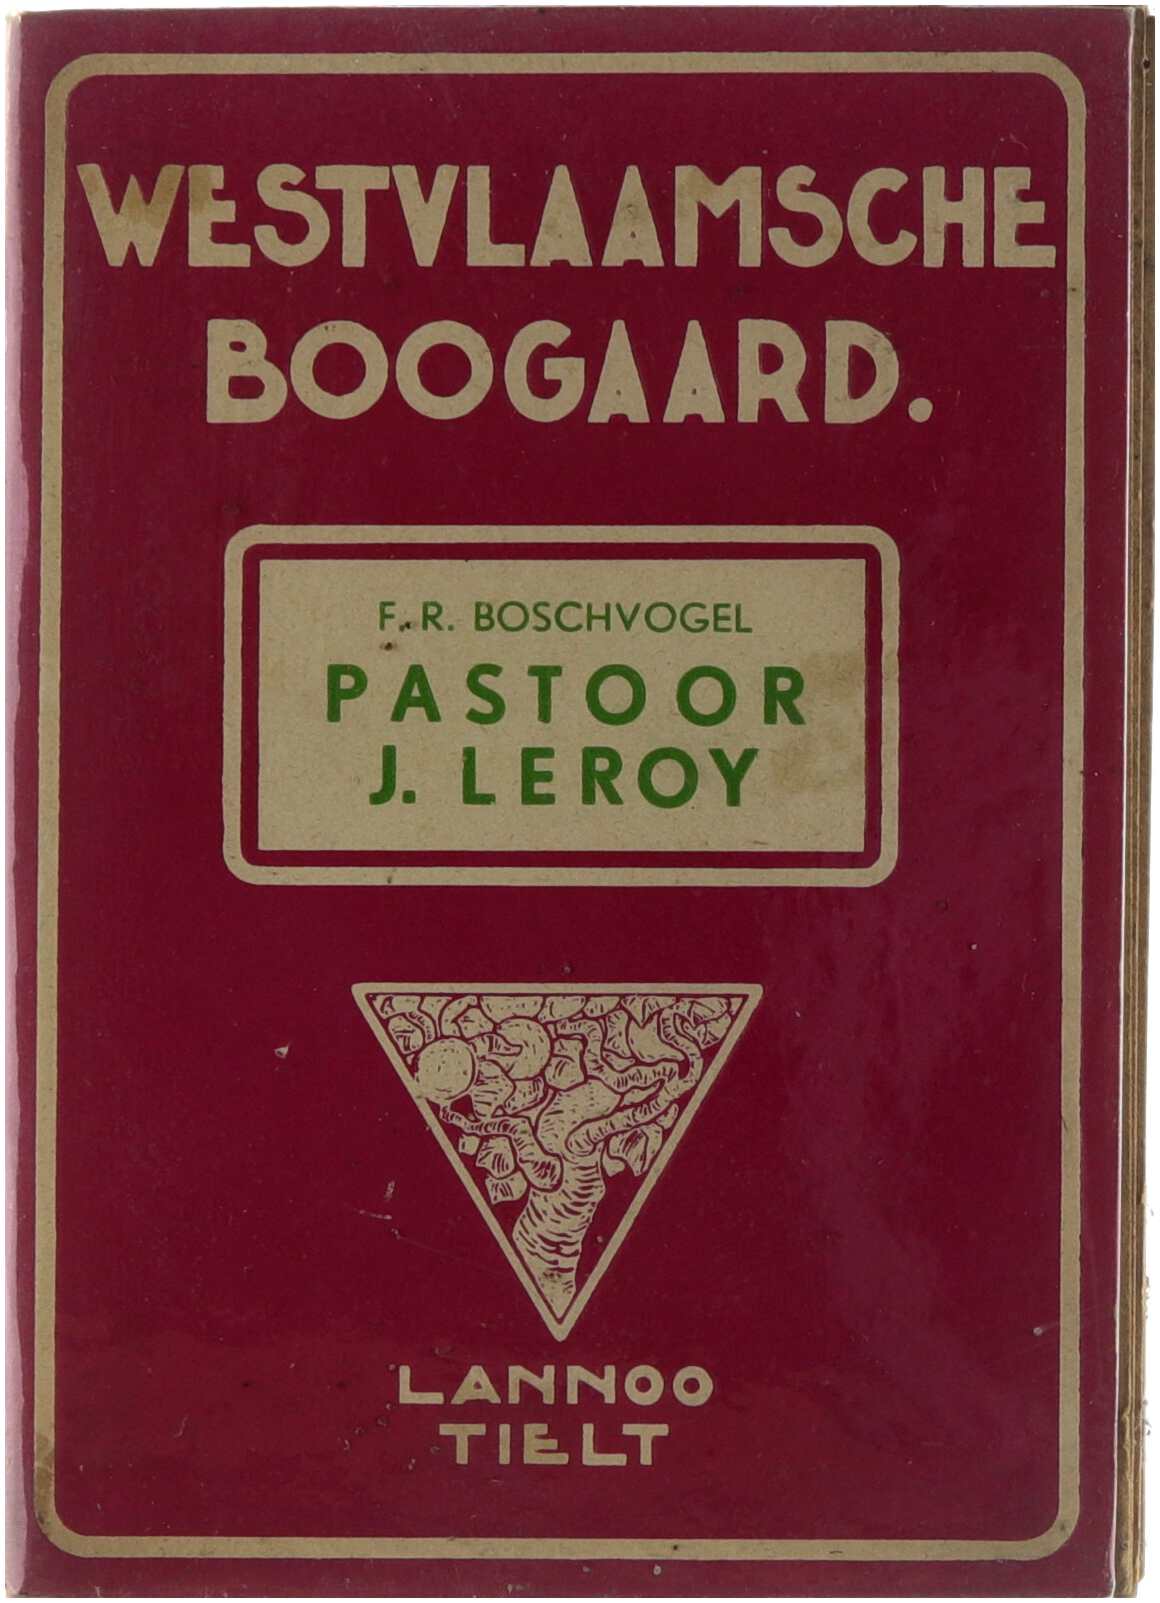 WESTVLAAMSCHE
BOOGAARD.
F. R. BOSCHVOGEL
PASTOOR
J. LEROY
LANNOO
TIELT